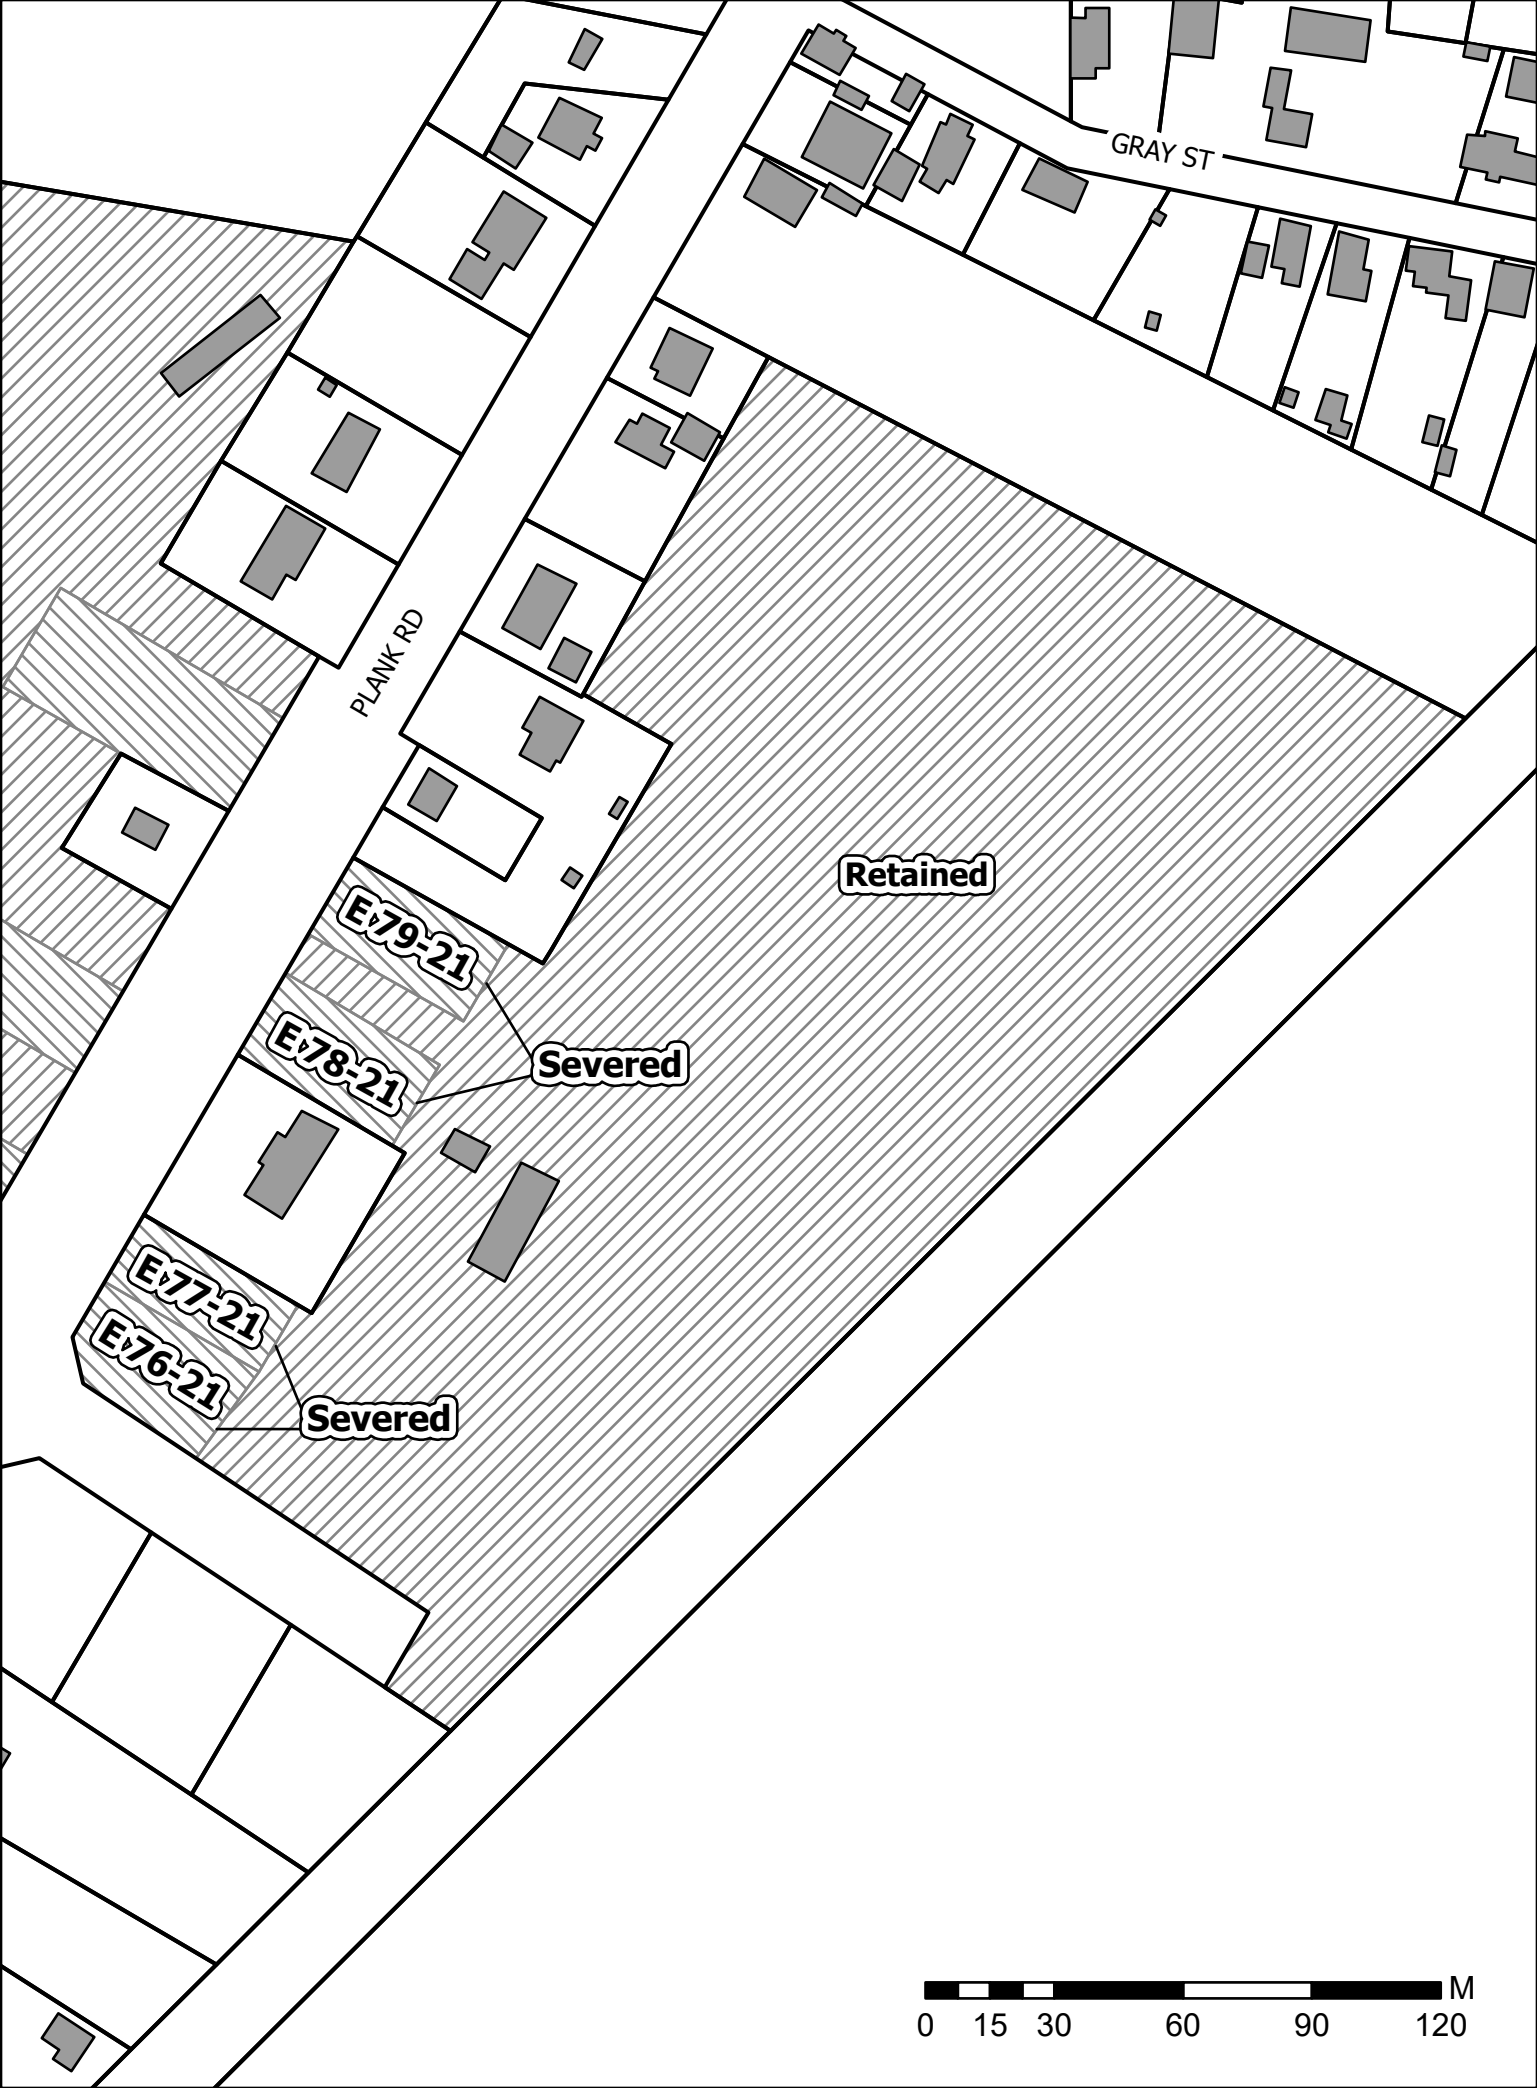 GRAY ST
PLANK RD
Retained
E-79-21
E-78-21
Severed
E-77-21
E-76-21
Severed
M
0 15 30 60 90 120